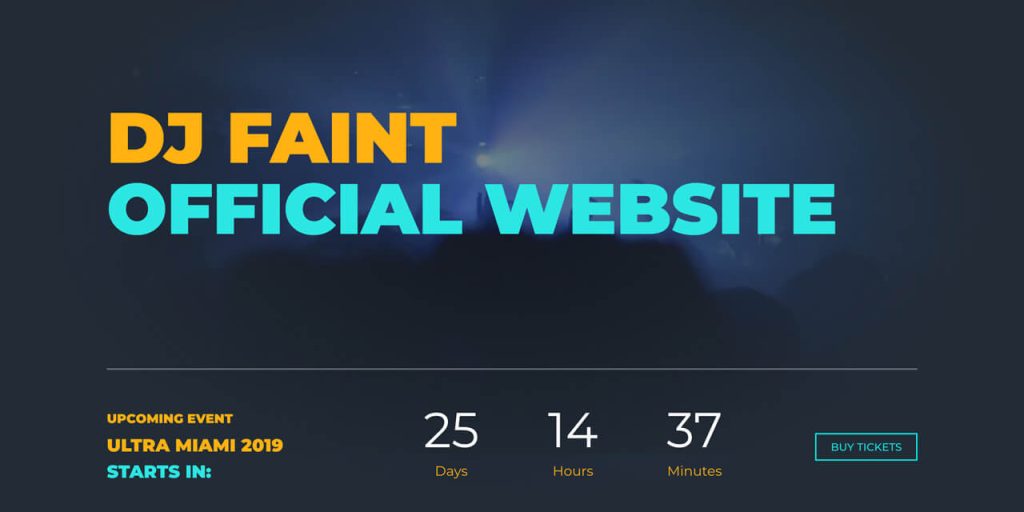 DJ FAINT
OFFICIAL WEBSITE
UPCOMING EVENT
ULTRA MIAMI 2019
STARTS IN:
25
Days
14
Hours
37
Minutes
BUY TICKETS